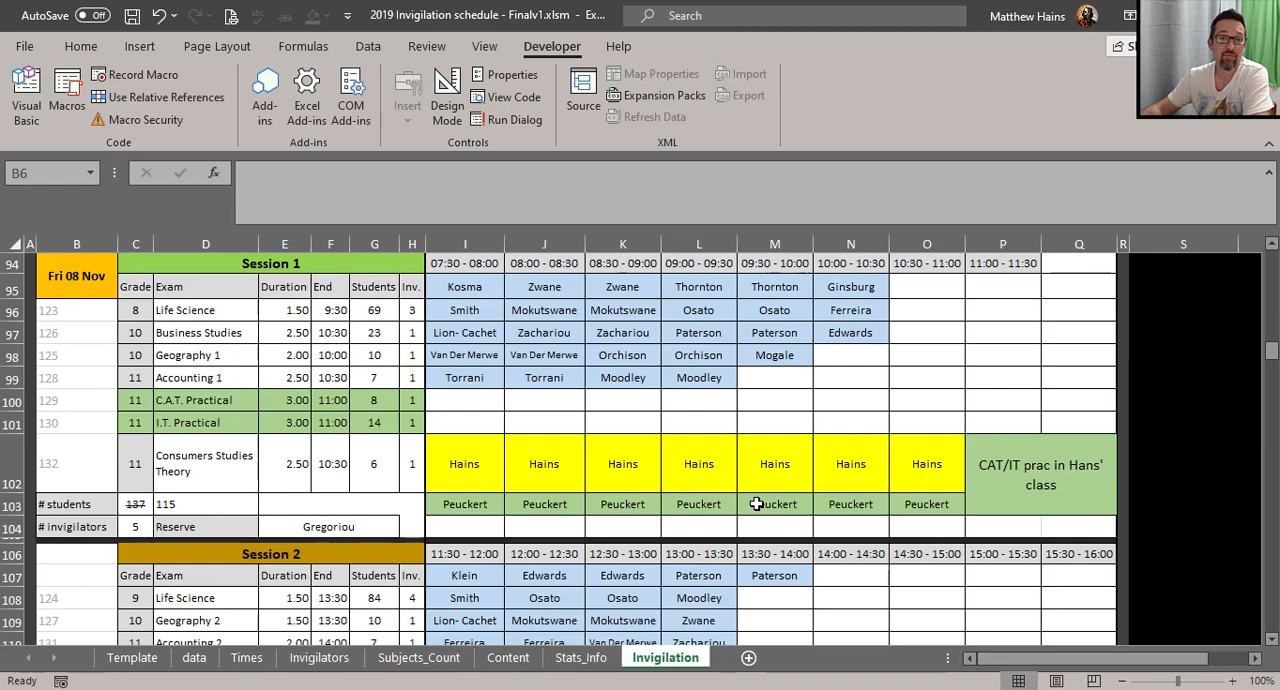 AutoSave Off 2019 Invigilation schedule - Finalv1.xlsm - Ex... Search Matthew Hains
File Home Insert Page Layout Formulas Data Review View Developer Help
Visual Basic Macros Record Macro Use Relative References Macro Security Code
Add-ins Excel Add-ins COM Add-ins Add-ins
Insert Design Mode Properties View Code Run Dialog Controls
Source Map Properties Expansion Packs Refresh Data Import Export XML
B6 fx
A B C D E F G H I J K L M N O P Q R S
94 Fri 08 Nov Session 1 07:30 - 08:00 08:00 - 08:30 08:30 - 09:00 09:00 - 09:30 09:30 - 10:00 10:00 - 10:30 10:30 - 11:00 11:00 - 11:30
95 Grade Exam Duration End Students Inv. Kosma Zwane Zwane Thornton Thornton Ginsburg
96 123 8 Life Science 1.50 9:30 69 3 Smith Mokutswane Mokutswane Osato Osato Ferreira
97 126 10 Business Studies 2.50 10:30 23 1 Lion- Cachet Zachariou Zachariou Paterson Paterson Edwards
98 125 10 Geography 1 2.00 10:00 10 1 Van Der Merwe Van Der Merwe Orchison Orchison Mogale
99 128 11 Accounting 1 2.50 10:30 7 1 Torrani Torrani Moodley Moodley
100 129 11 C.A.T. Practical 3.00 11:00 8 1
101 130 11 I.T. Practical 3.00 11:00 14 1
102 132 11 Consumers Studies Theory 2.50 10:30 6 1 Hains Hains Hains Hains Hains Hains Hains CAT/IT prac in Hans' class
103 # students 137 115 Peuckert Peuckert Peuckert Peuckert Peuckert Peuckert Peuckert
104 # invigilators 5 Reserve Gregoriou
106 Session 2 11:30 - 12:00 12:00 - 12:30 12:30 - 13:00 13:00 - 13:30 13:30 - 14:00 14:00 - 14:30 14:30 - 15:00 15:00 - 15:30 15:30 - 16:00
107 Grade Exam Duration End Students Inv. Klein Edwards Edwards Paterson Paterson
108 124 9 Life Science 1.50 13:30 84 4 Smith Osato Osato Moodley
109 127 10 Geography 2 1.50 13:30 10 1 Lion- Cachet Mokutswane Mokutswane Zwane
131 11 Accounting 2 2.00 14:00 7 1 Ferreira Ferreira Van Der Merwe Zachariou
Template data Times Invigilators Subjects_Count Content Stats_Info Invigilation
Ready 100%